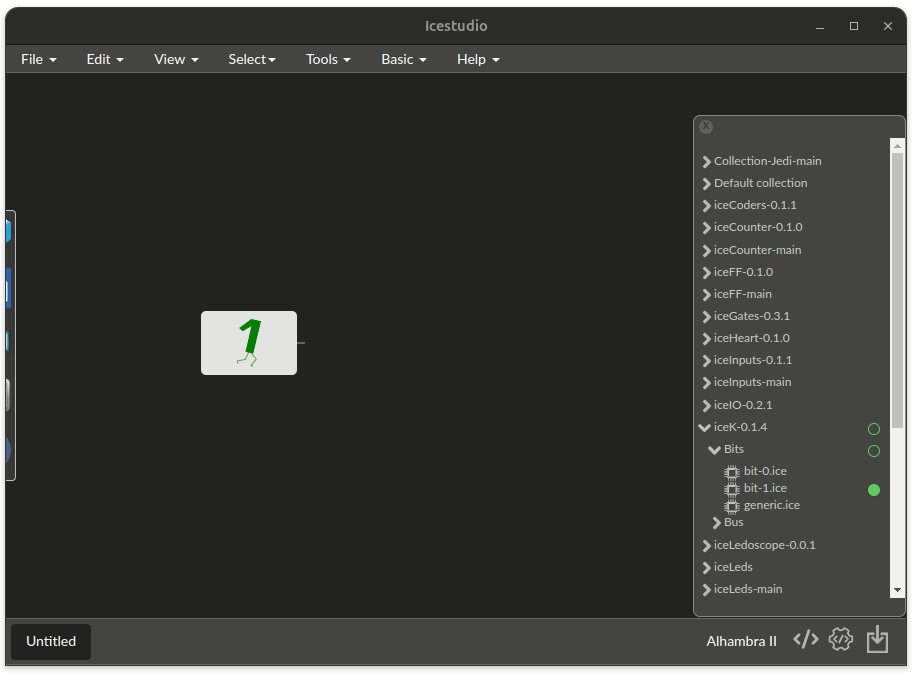 Icestudio
File Edit View Select Tools Basic Help
X
Collection-Jedi-main
Default collection
iceCoders-0.1.1
iceCounter-0.1.0
iceCounter-main
iceFF-0.1.0
iceFF-main
iceGates-0.3.1
iceHeart-0.1.0
iceInputs-0.1.1
iceInputs-main
iceIO-0.2.1
iceK-0.1.4
Bits
bit-0.ice
bit-1.ice
generic.ice
Bus
iceLedoscope-0.0.1
iceLeds
iceLeds-main
1
Untitled
Alhambra II